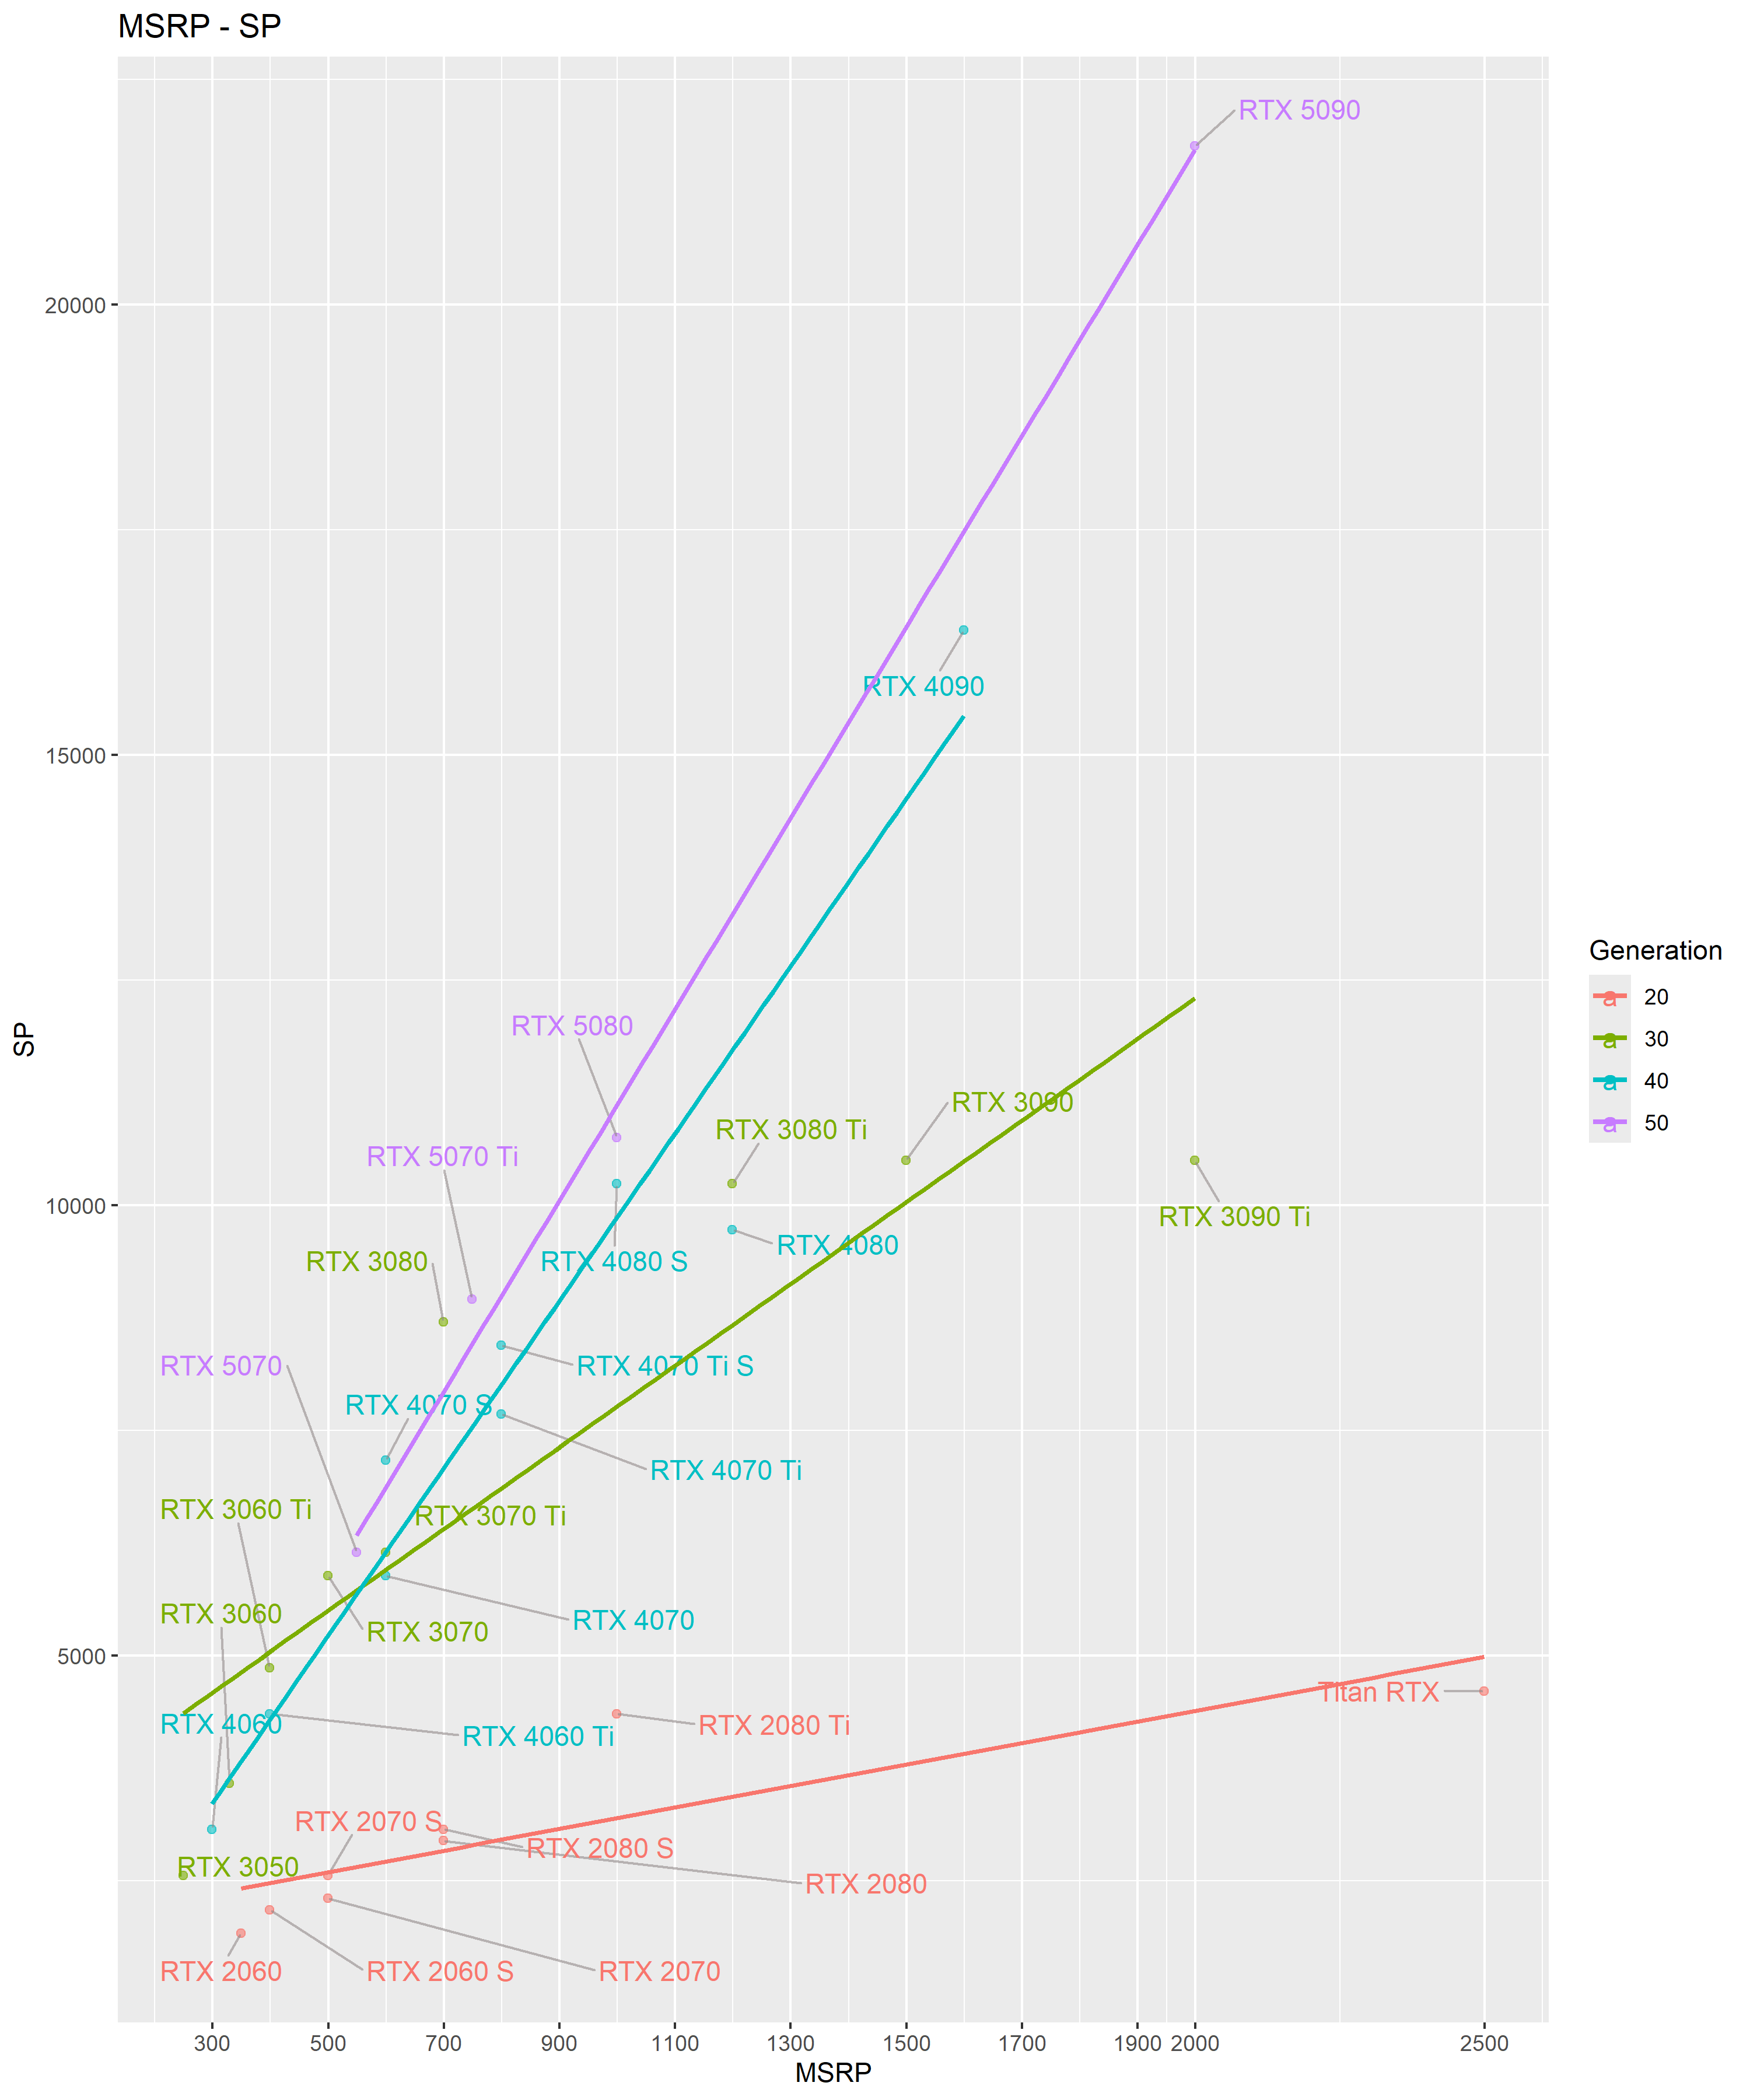 MSRP - SP
RTX 5090
20000
RTX 4090
15000
Generation
20
30
40
50
SP
a
a
a
a
RTX 5080
RTX 3090
RTX 3080 Ti
RTX 5070 Ti
10000
RTX 3090 Ti
RTX 4080
RTX 3080
RTX 4080 S
RTX 5070
RTX 4070 Ti S
RTX 4070 S
RTX 4070 Ti
RTX 3060 Ti
RTX 3070 Ti
RTX 3060
RTX 4070
RTX 3070
5000
Titan RTX
RTX 4060
RTX 2080 Ti
RTX 4060 Ti
RTX 2070 S
RTX 2080 S
RTX 3050
RTX 2080
RTX 2060
RTX 2060 S
RTX 2070
300 500 700 900 1100 1300 1500 1700 1900 2000 2500
MSRP